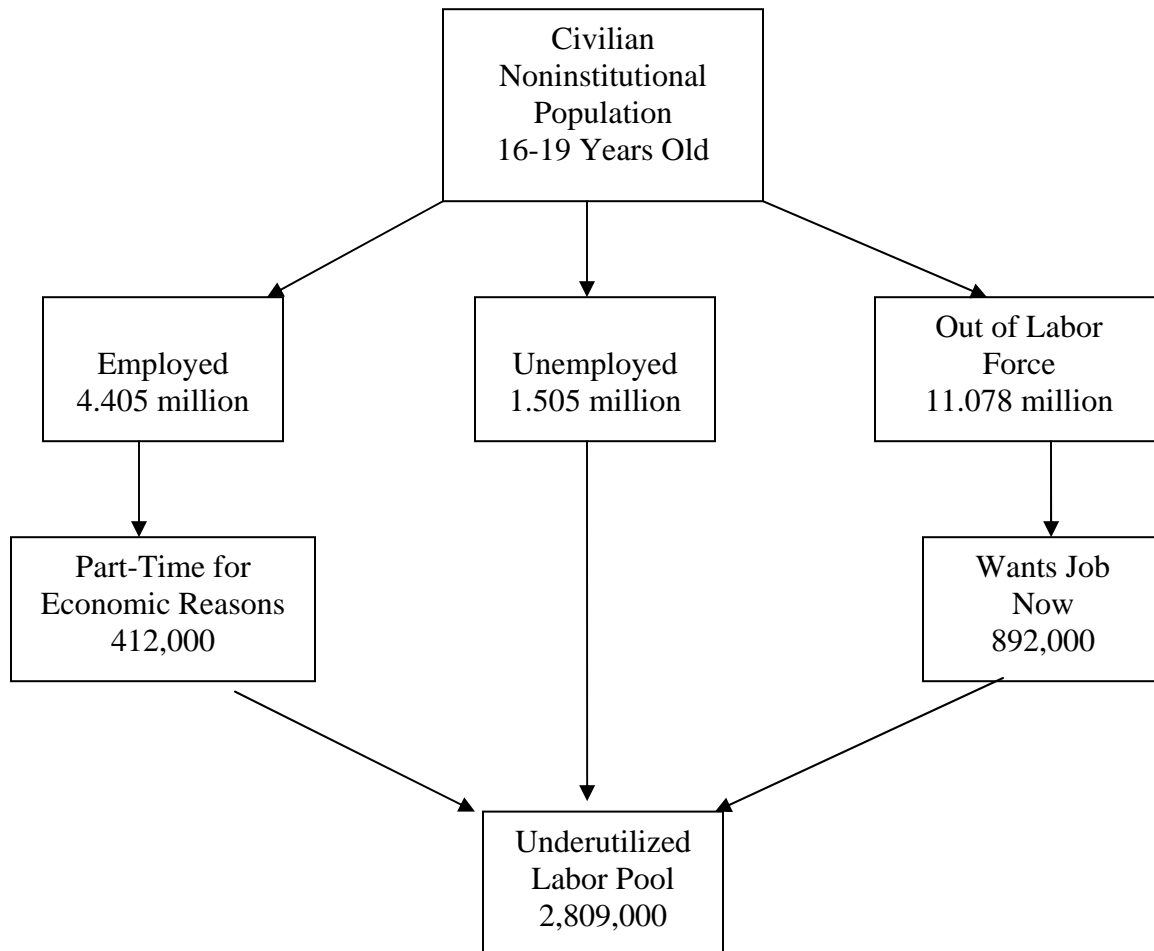 Civilian
Noninstitutional
Population
16-19 Years Old
Employed
4.405 million
Unemployed
1.505 million
Out of Labor
Force
11.078 million
Part-Time for
Economic Reasons
412,000
Wants Job
Now
892,000
Underutilized
Labor Pool
2,809,000